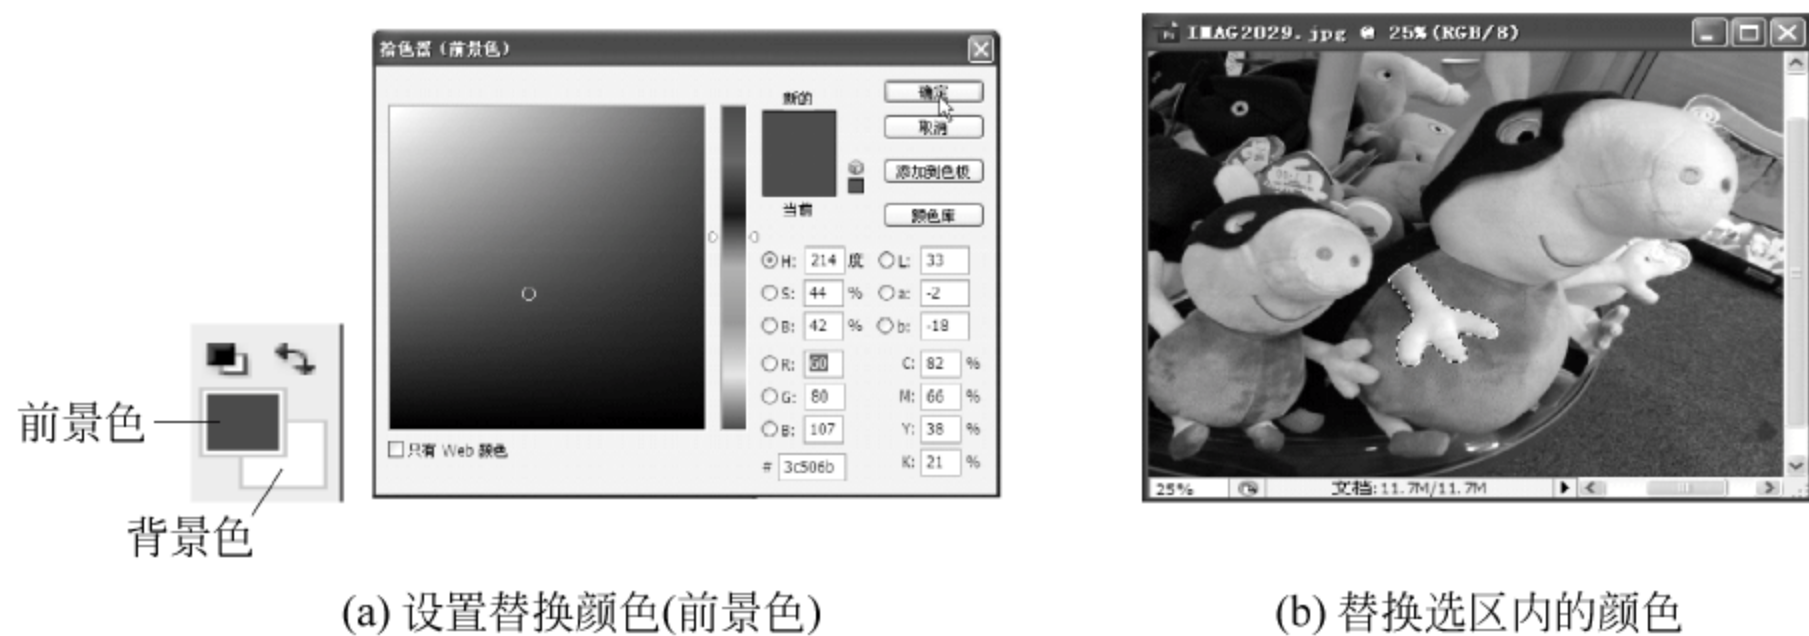 拾色器（前景色）
新的
当前
确定
取消
添加到色板
颜色库
H: 214 度
S: 44 %
B: 42 %
R: 60
G: 80
B: 107
# 3c506b
L: 33
a: -2
b: -18
C: 82 %
M: 66 %
Y: 38 %
K: 21 %
只有 Web 颜色
前景色
背景色
(a) 设置替换颜色(前景色)
IMAG2029.jpg @ 25%(RGB/8)
25%
文档:11.7M/11.7M
(b) 替换选区内的颜色